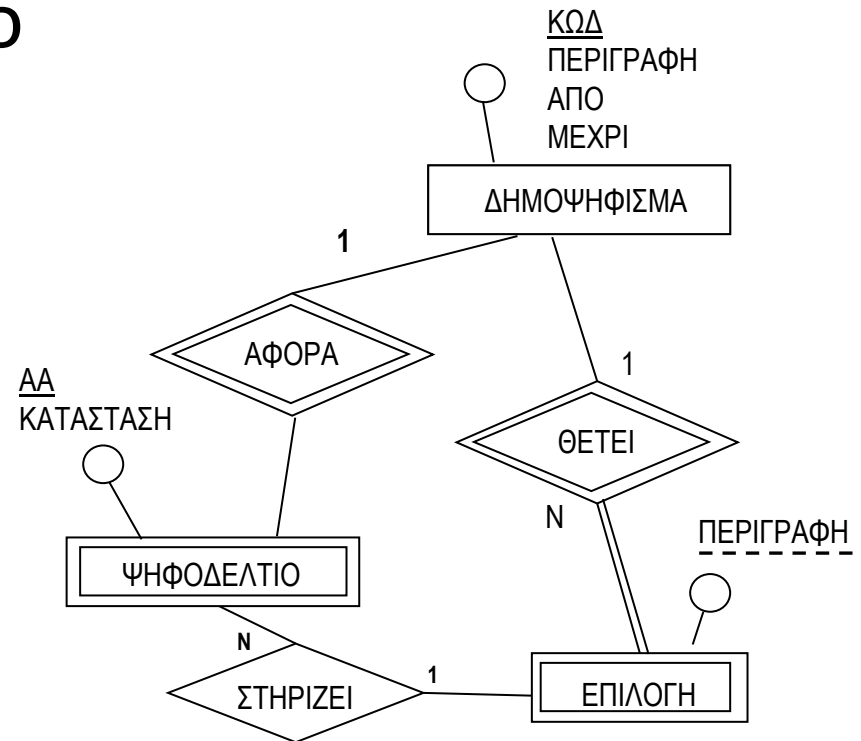 ΚΩΔ
ΠΕΡΙΓΡΑΦΗ
ΑΠΟ
ΜΕΧΡΙ
ΔΗΜΟΨΗΦΙΣΜΑ
1
ΑΦΟΡΑ
1
ΑΑ
ΚΑΤΑΣΤΑΣΗ
ΘΕΤΕΙ
Ν
ΠΕΡΙΓΡΑΦΗ
ΨΗΦΟΔΕΛΤΙΟ
Ν
1
ΣΤΗΡΙΖΕΙ
ΕΠΙΛΟΓΗ